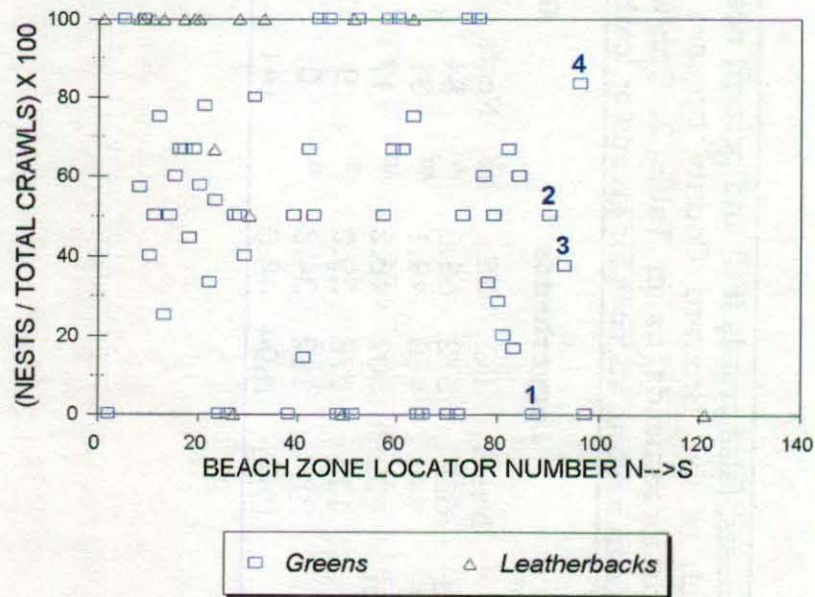 (NESTS / TOTAL CRAWLS) X 100
100
80
60
40
20
0
4
2
3
1
0 20 40 60 80 100 120 140
BEACH ZONE LOCATOR NUMBER N-->S
Greens Leatherbacks